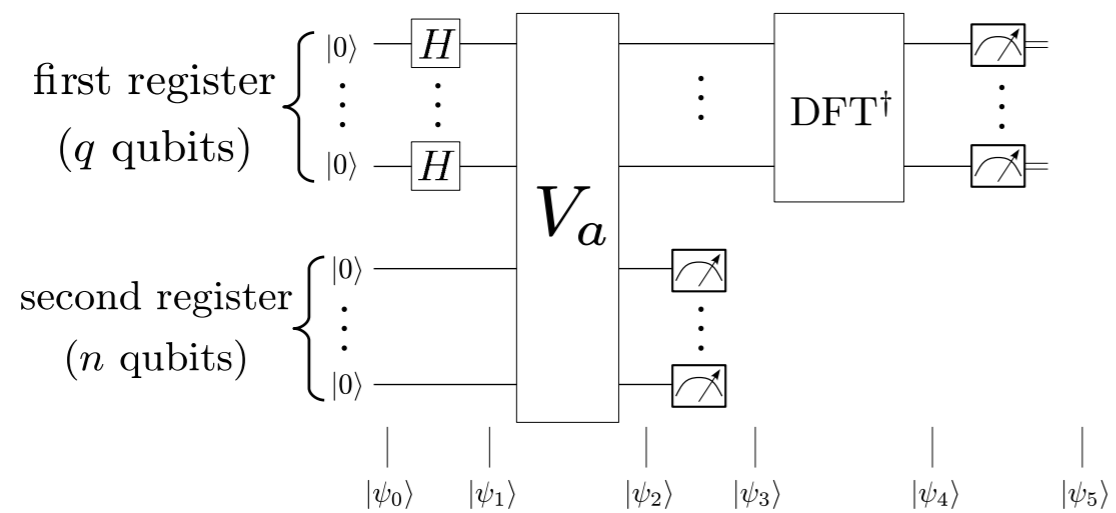 first register
(q qubits)
|0⟩ H
|0⟩ H
V_a
DFT†
second register
(n qubits)
|0⟩
|0⟩
|ψ₀⟩ |ψ₁⟩ |ψ₂⟩ |ψ₃⟩ |ψ₄⟩ |ψ₅⟩